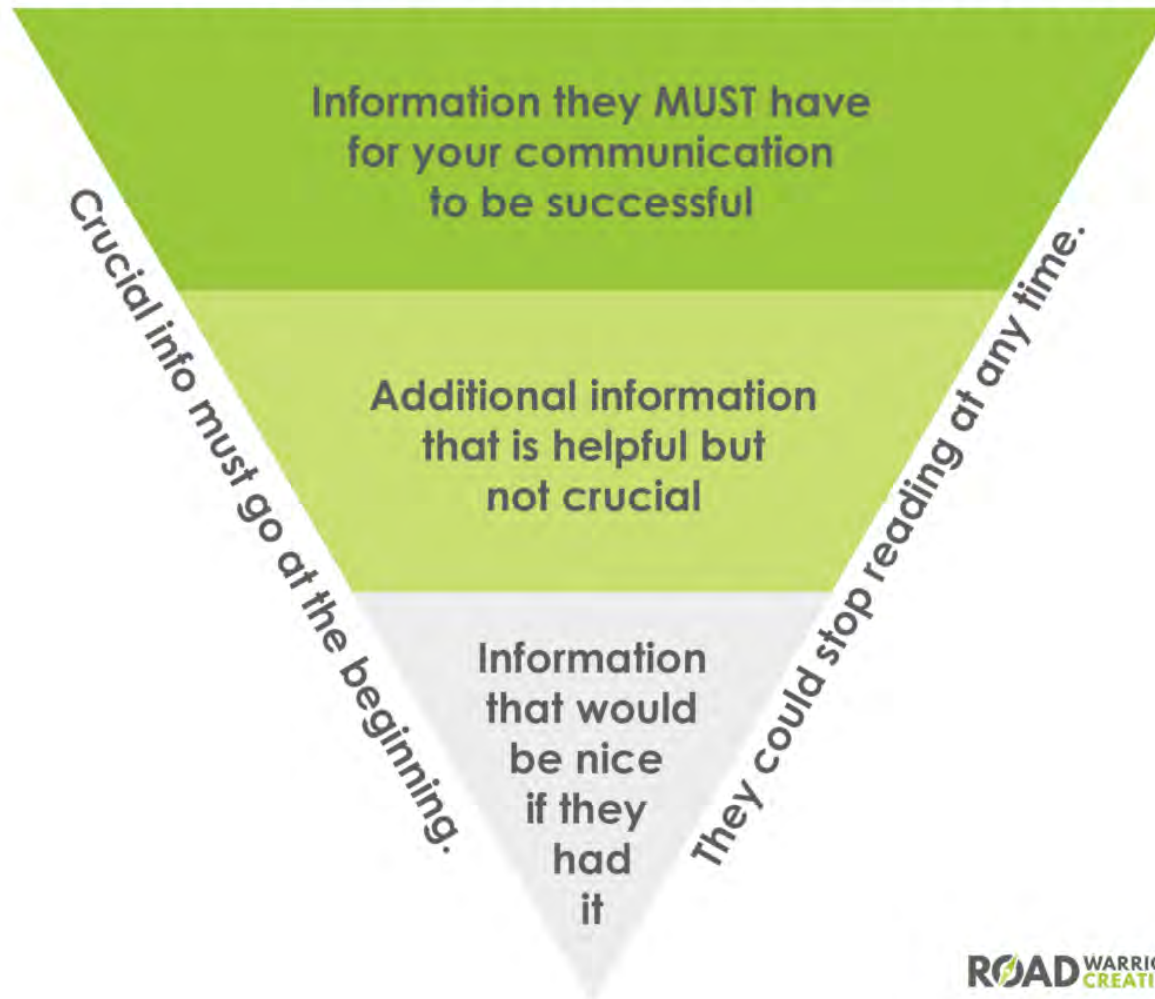 Information they MUST have
for your communication
to be successful
Crucial info must go at the beginning.
They could stop reading at any time.
Additional information
that is helpful but
not crucial
Information
that would
be nice
if they
had
it
ROAD WARRIO
CREATI